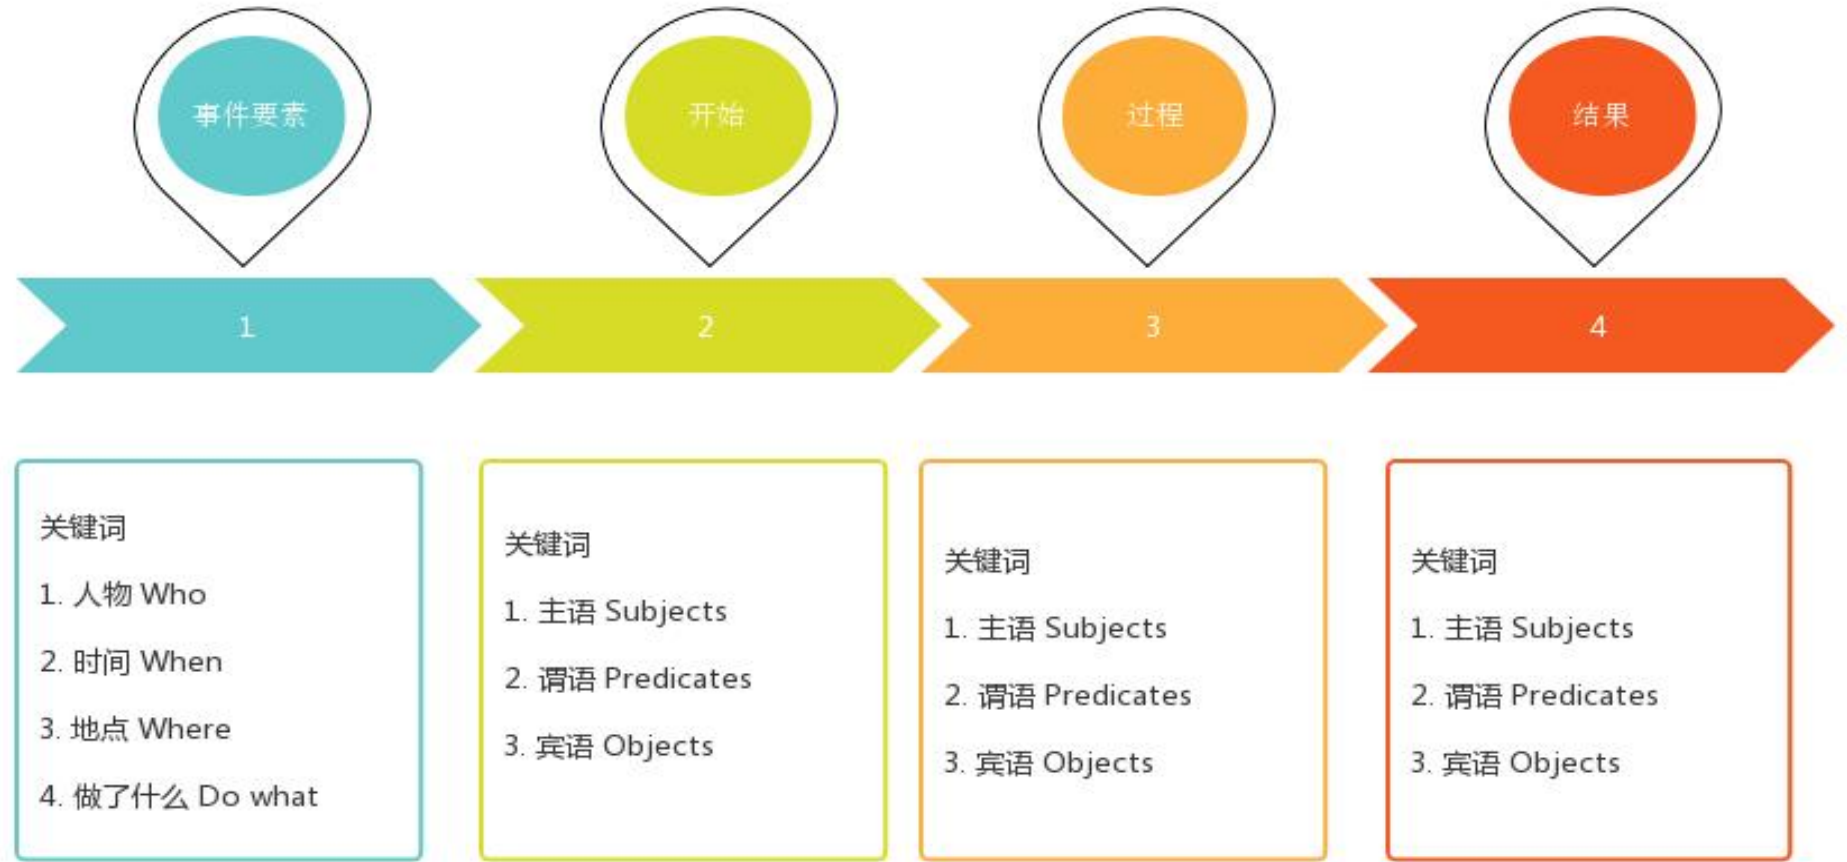 事件要素
开始
过程
结果
1
2
3
4
关键词
1. 人物 Who
2. 时间 When
3. 地点 Where
4. 做了什么 Do what
关键词
1. 主语 Subjects
2. 谓语 Predicates
3. 宾语 Objects
关键词
1. 主语 Subjects
2. 谓语 Predicates
3. 宾语 Objects
关键词
1. 主语 Subjects
2. 谓语 Predicates
3. 宾语 Objects